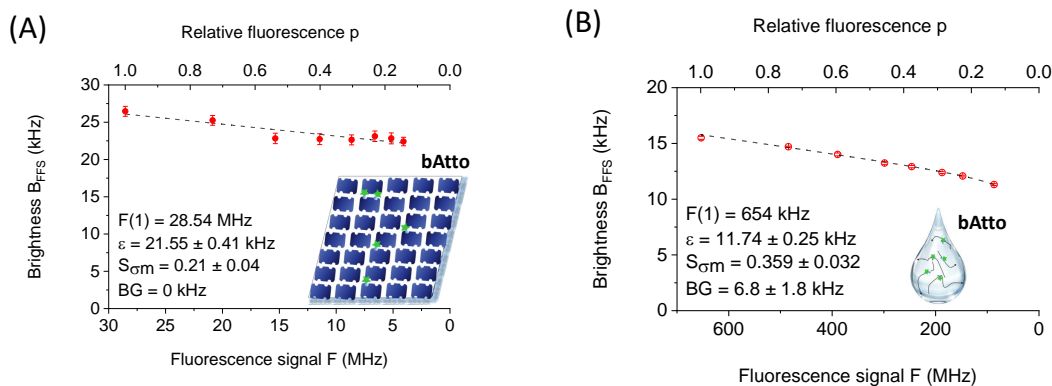 (A)
Relative fluorescence p
1.0 0.8 0.6 0.4 0.2 0.0
Brightness B_FFS (kHz)
30
25
20
15
10
5
0
bAtto
F(1) = 28.54 MHz
ε = 21.55 ± 0.41 kHz
S_σm = 0.21 ± 0.04
BG = 0 kHz
30 25 20 15 10 5 0
Fluorescence signal F (MHz)
(B)
Relative fluorescence p
1.0 0.8 0.6 0.4 0.2 0.0
Brightness B_FFS (kHz)
20
15
10
5
0
bAtto
F(1) = 654 kHz
ε = 11.74 ± 0.25 kHz
S_σm = 0.359 ± 0.032
BG = 6.8 ± 1.8 kHz
600 400 200 0
Fluorescence signal F (MHz)